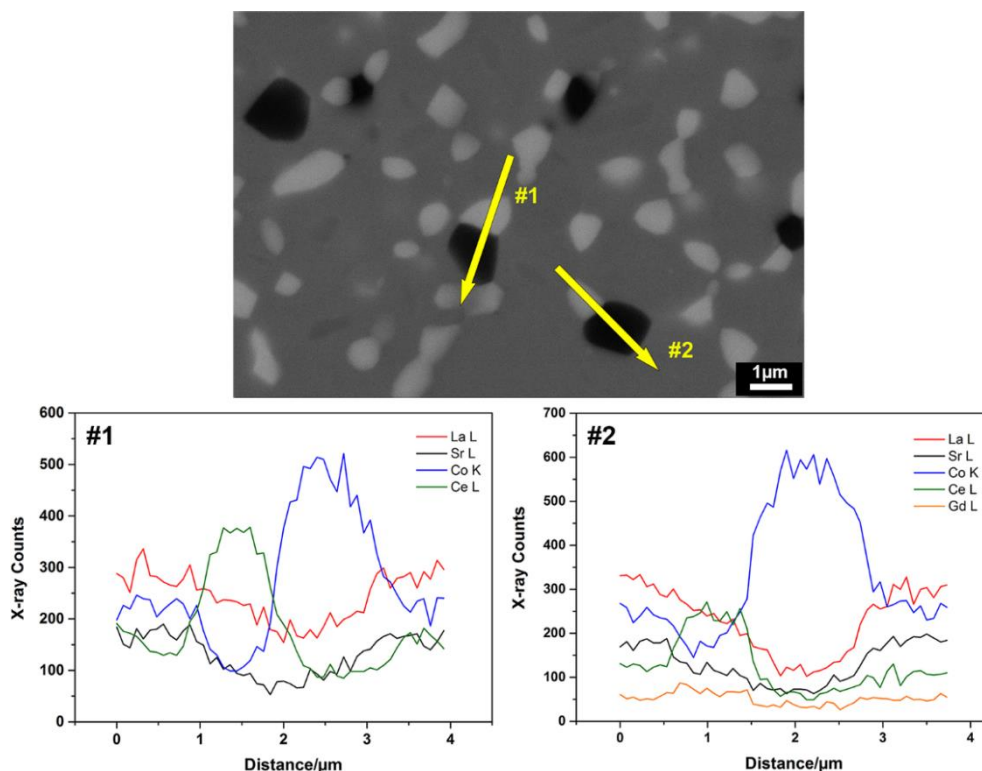 #1
#2
1µm
#1
La L
Sr L
Co K
Ce L
600
500
400
300
200
100
0
X-ray Counts
0 1 2 3 4
Distance/µm
#2
La L
Sr L
Co K
Ce L
Gd L
700
600
500
400
300
200
100
0
X-ray Counts
0 1 2 3 4
Distance/µm